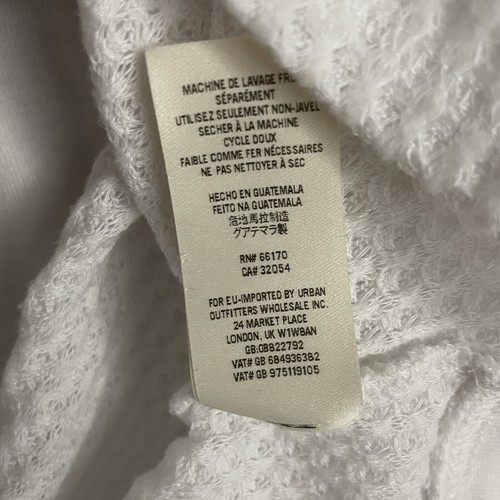 MACHINE DE LAVAGE FR
SÉPARÉMENT
UTILISEZ SEULEMENT NON-JAVEL
SECHER À LA MACHINE
CYCLE DOUX
FAIBLE COMME FER NÉCESSAIRES
NE PAS NETTOYER À SEC
HECHO EN GUATEMALA
FEITO NA GUATEMALA
危地馬拉制造
グアテマラ製
RN# 66170
CA# 32054
FOR EU-IMPORTED BY URBAN
OUTFITTERS WHOLESALE INC.
24 MARKET PLACE
LONDON, UK W1W8AN
GB:0B822792
VAT# GB 684936382
VAT# GB 975119105